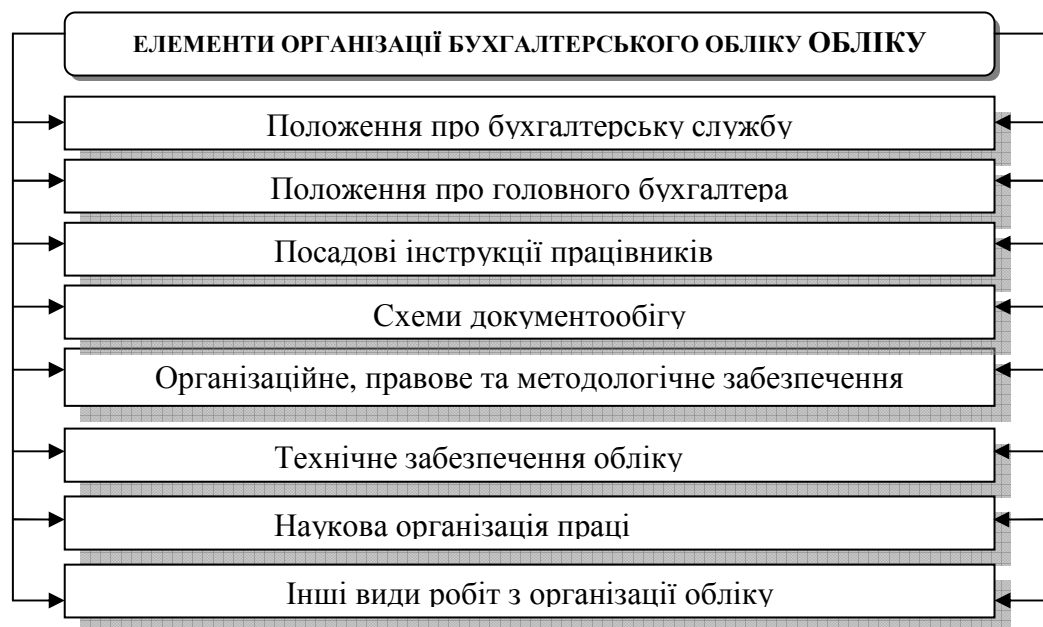 ЕЛЕМЕНТИ ОРГАНІЗАЦІЇ БУХГАЛТЕРСЬКОГО ОБЛІКУ ОБЛІКУ
Положення про бухгалтерську службу
Положення про головного бухгалтера
Посадові інструкції працівників
Схеми документообігу
Організаційне, правове та методологічне забезпечення
Технічне забезпечення обліку
Наукова організація праці
Інші види робіт з організації обліку